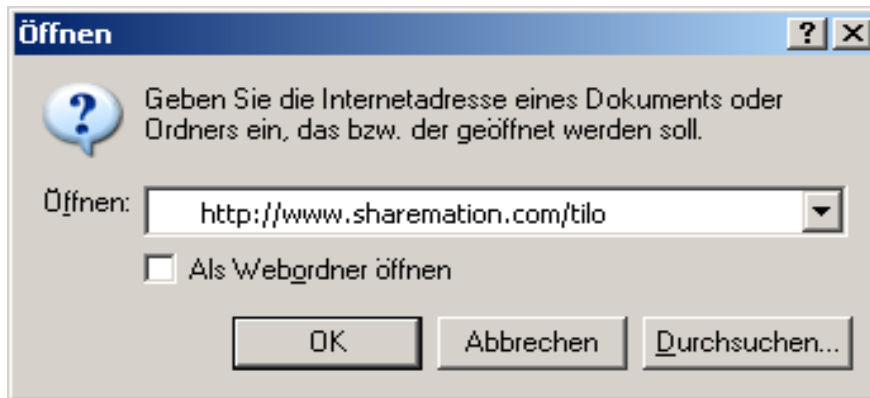 Öffnen
Geben Sie die Internetadresse eines Dokuments oder
Ordners ein, das bzw. der geöffnet werden soll.
Öffnen: http://www.sharemation.com/tilo
Als Webordner öffnen
OK Abbrechen Durchsuchen...